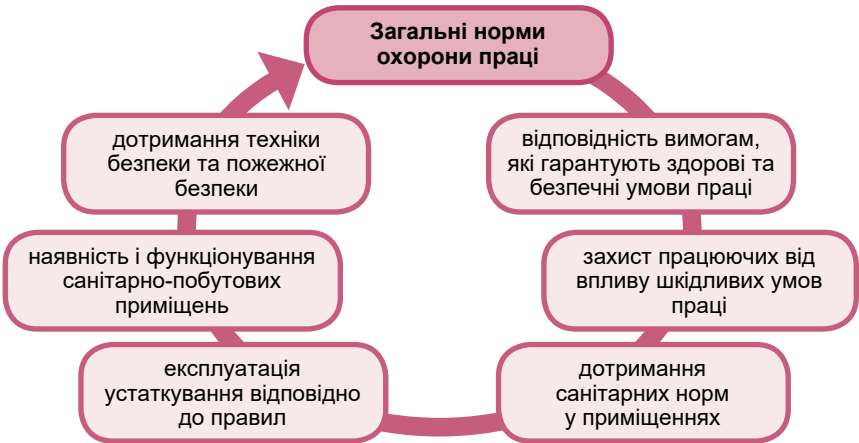 Загальні норми
охорони праці
відповідність вимогам,
які гарантують здорові та
безпечні умови праці
захист працюючих від
впливу шкідливих умов
праці
дотримання
санітарних норм
у приміщеннях
експлуатація
устаткування відповідно
до правил
наявність і функціонування
санітарно-побутових
приміщень
дотримання техніки
безпеки та пожежної
безпеки